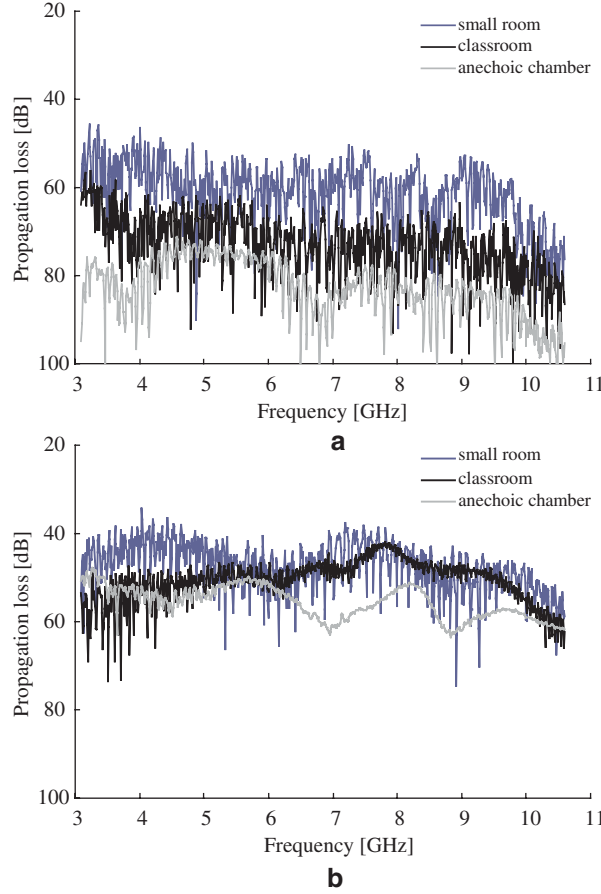 20
40
60
80
100
Propagation loss [dB]
small room
classroom
anechoic chamber
3 4 5 6 7 8 9 10 11
Frequency [GHz]
a
20
40
60
80
100
Propagation loss [dB]
small room
classroom
anechoic chamber
3 4 5 6 7 8 9 10 11
Frequency [GHz]
b